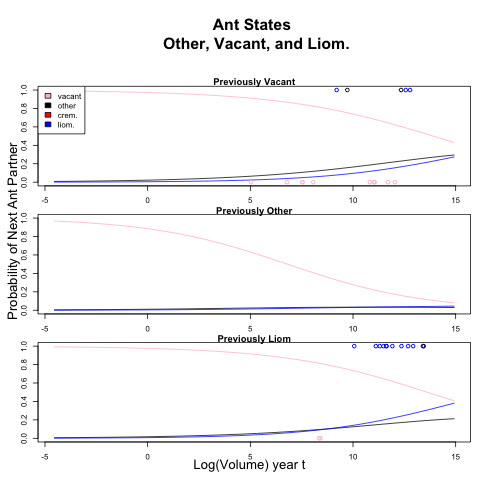 Ant States
Other, Vacant, and Liom.
Previously Vacant
vacant
other
crem.
liom.
0.0 0.2 0.4 0.6 0.8 1.0
-5 0 5 10 15
Probability of Next Ant Partner
Previously Other
0.0 0.2 0.4 0.6 0.8 1.0
-5 0 5 10 15
Previously Liom
0.0 0.2 0.4 0.6 0.8 1.0
-5 0 5 10 15
Log(Volume) year t